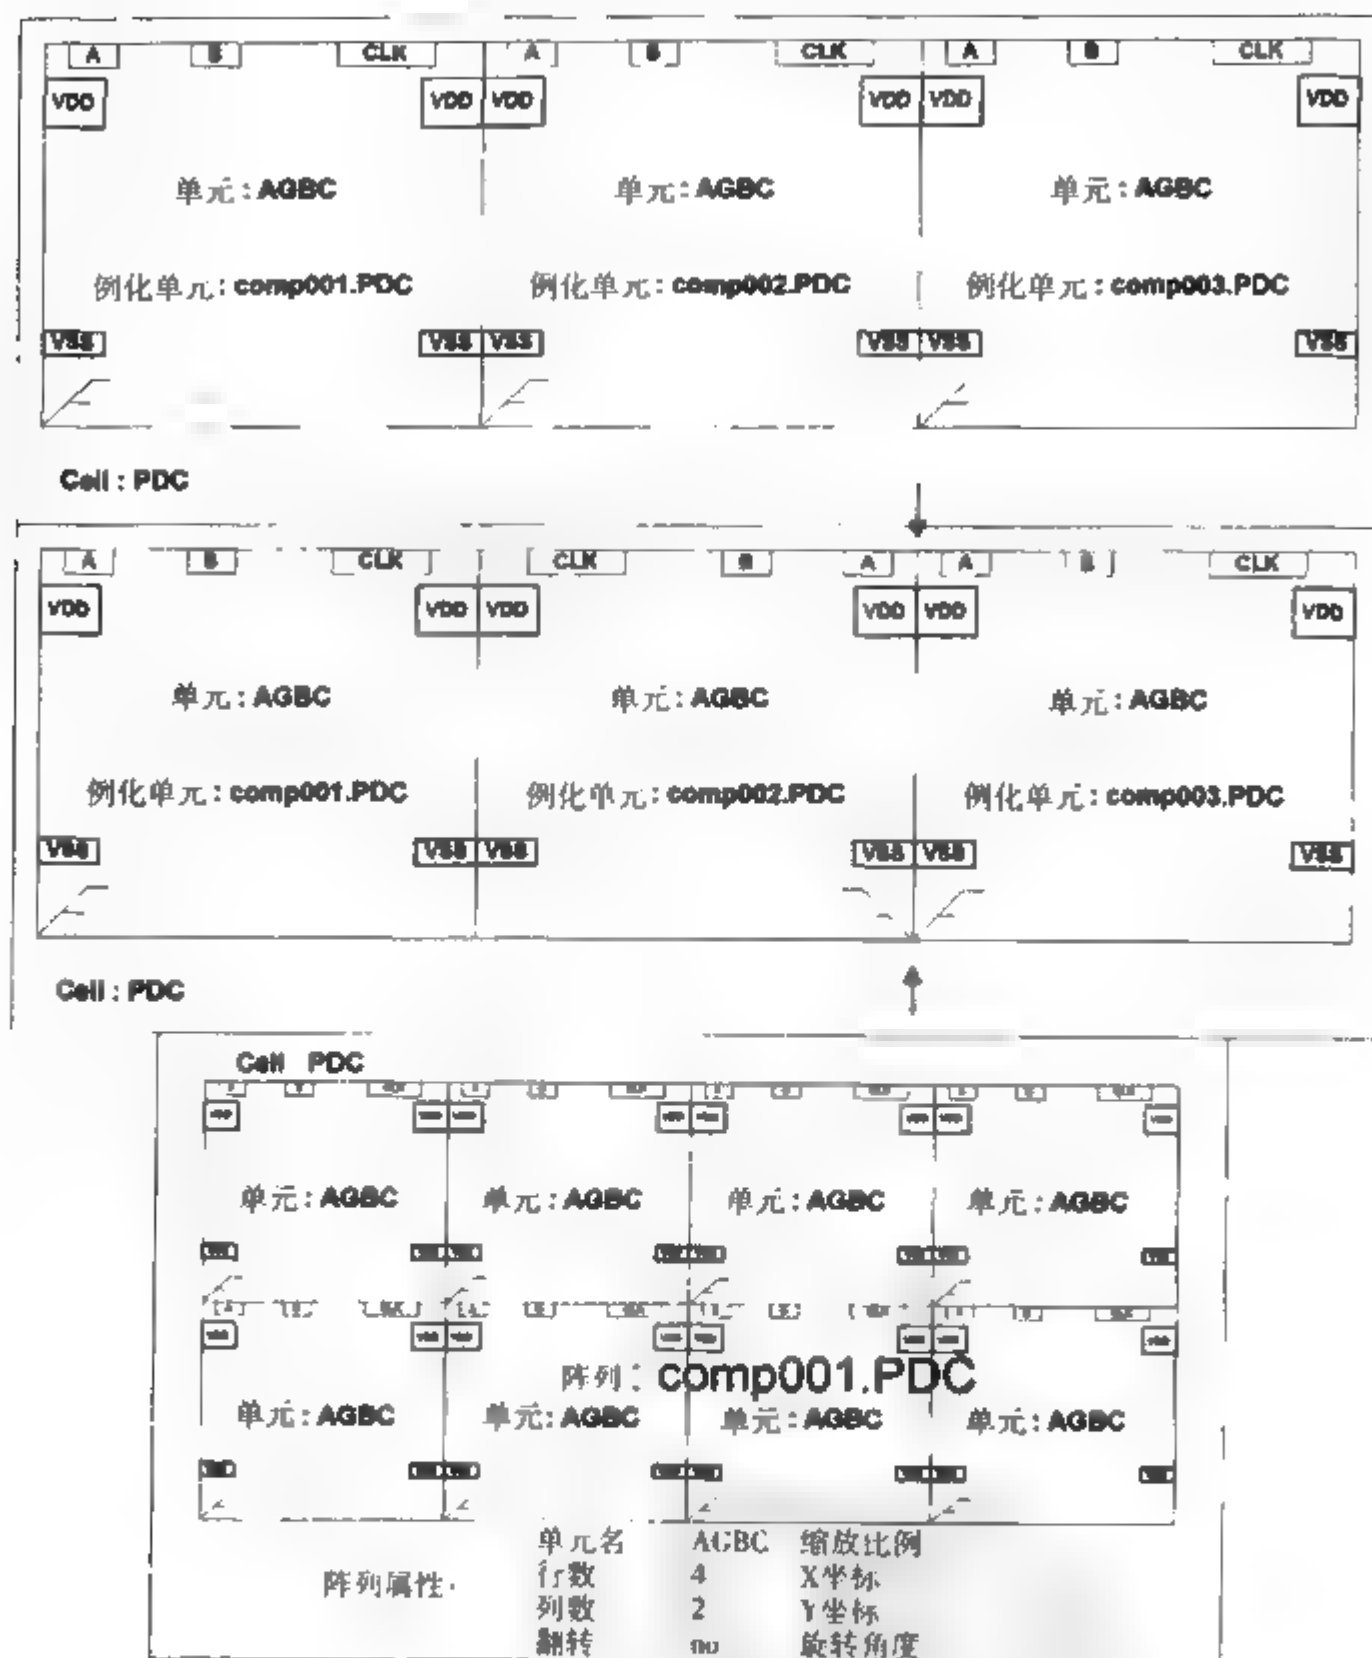 A B CLK A B CLK A B CLK
VDD VDD VDD VDD VDD VDD
单元:AGBC 单元:AGBC 单元:AGBC
例化单元:comp001.PDC 例化单元:comp002.PDC 例化单元:comp003.PDC
VSS VSS VSS VSS VSS VSS
Cell : PDC
A B CLK CLK B A A B CLK
VDD VDD VDD VDD VDD VDD
单元:AGBC 单元:AGBC 单元:AGBC
例化单元:comp001.PDC 例化单元:comp002.PDC 例化单元:comp003.PDC
VSS VSS VSS VSS VSS VSS
Cell : PDC
Cell PDC
单元:AGBC 单元:AGBC 单元:AGBC 单元:AGBC
阵列:comp001.PDC
单元:AGBC 单元:AGBC 单元:AGBC 单元:AGBC
单元名 AGBC 缩放比例
阵列属性.
行数 4 X坐标
列数 2 Y坐标
翻转 no 旋转角度